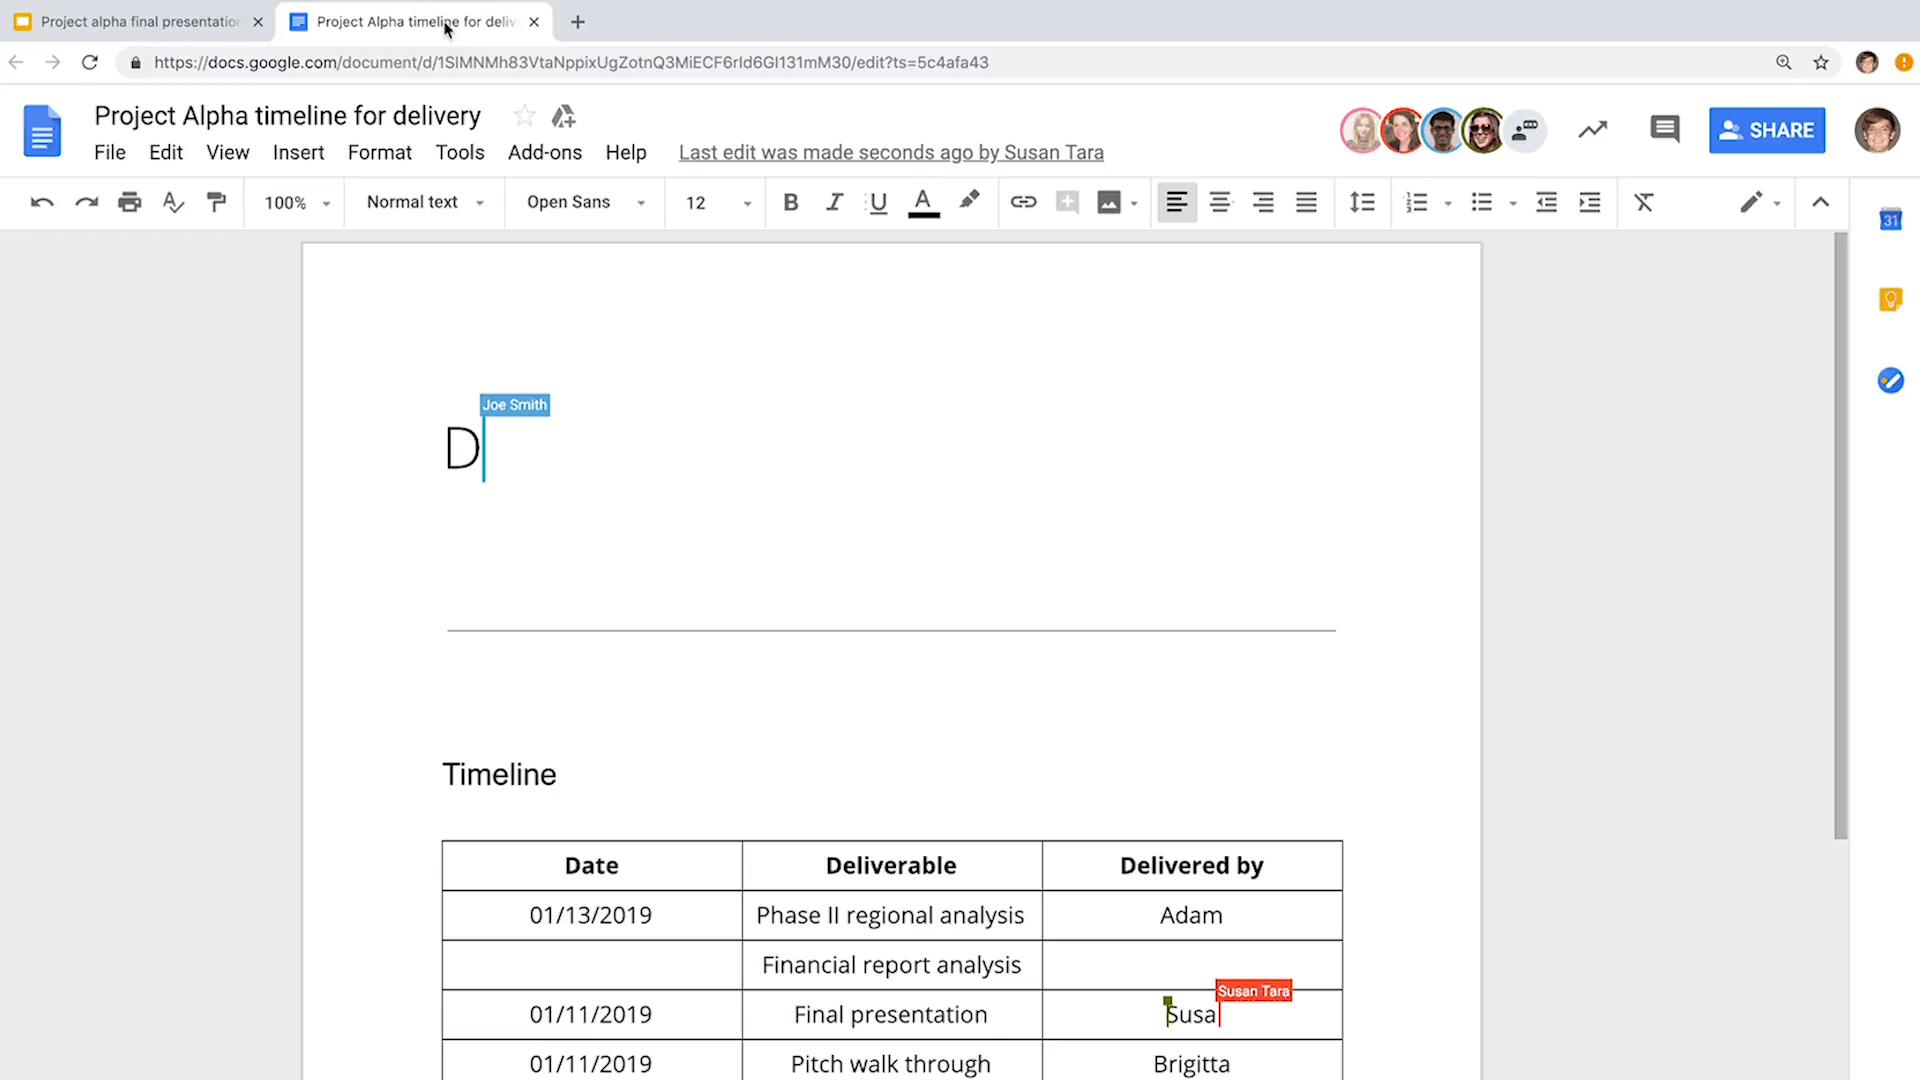 Project alpha final presentation
Project Alpha timeline for deliv
https://docs.google.com/document/d/1SIMNMh83VtaNppixUgZotnQ3MiECF6rId6GI131mM30/edit?ts=5c4afa43
Project Alpha timeline for delivery
File Edit View Insert Format Tools Add-ons Help Last edit was made seconds ago by Susan Tara
SHARE
100% Normal text Open Sans 12 B I U A
31
Joe Smith
D
Timeline
Date Deliverable Delivered by
01/13/2019 Phase II regional analysis Adam
Financial report analysis
Susan Tara
01/11/2019 Final presentation Susa
01/11/2019 Pitch walk through Brigitta